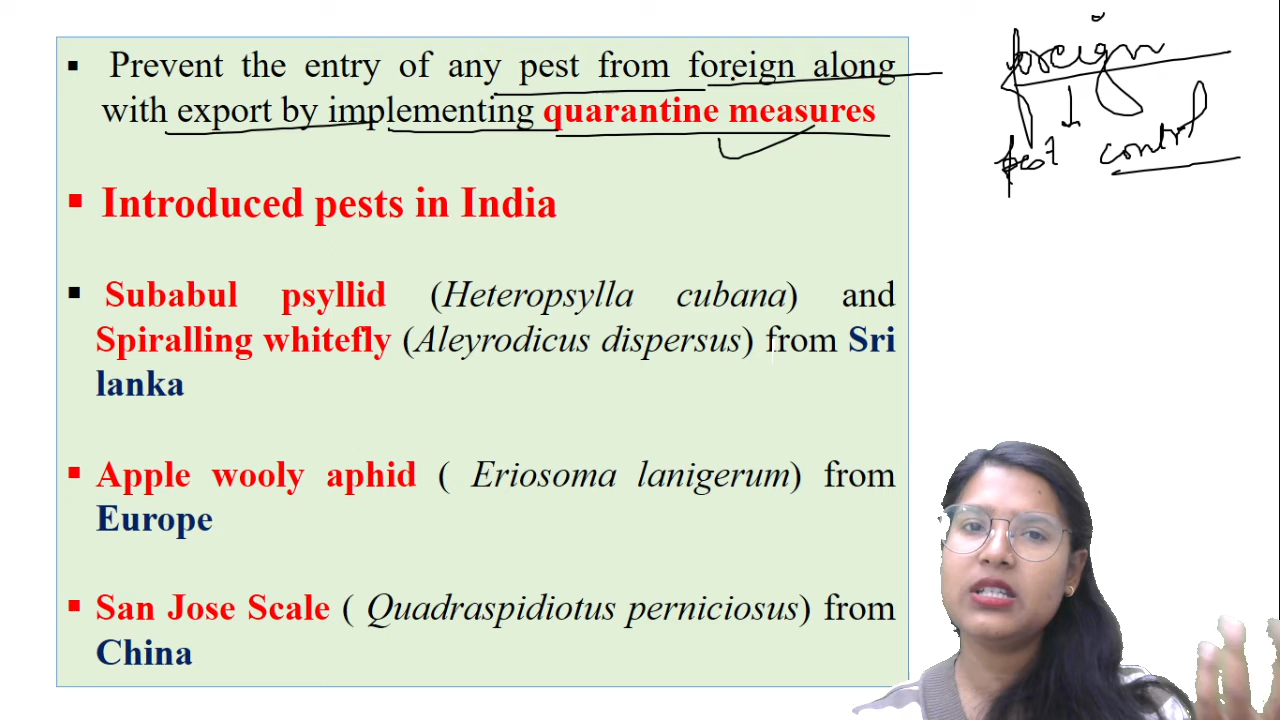 ▪ Prevent the entry of any pest from foreign along
with export by implementing quarantine measures
▪ Introduced pests in India
▪ Subabul psyllid (Heteropsylla cubana) and
Spiralling whitefly (Aleyrodicus dispersus) from Sri
lanka
▪ Apple wooly aphid ( Eriosoma lanigerum) from
Europe
▪ San Jose Scale ( Quadraspidiotus perniciosus) from
China
foreign
pest control